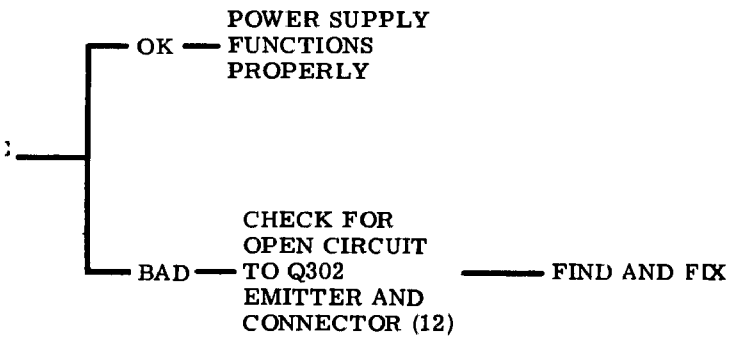 POWER SUPPLY
OK FUNCTIONS
PROPERLY
CHECK FOR
OPEN CIRCUIT
BAD TO Q302 FIND AND FIX
EMITTER AND
CONNECTOR (12)